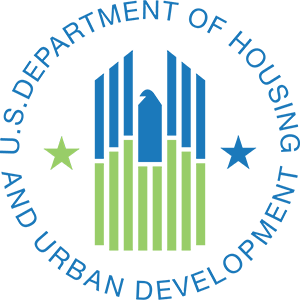 U.S. DEPARTMENT OF HOUSING
AND URBAN DEVELOPMENT